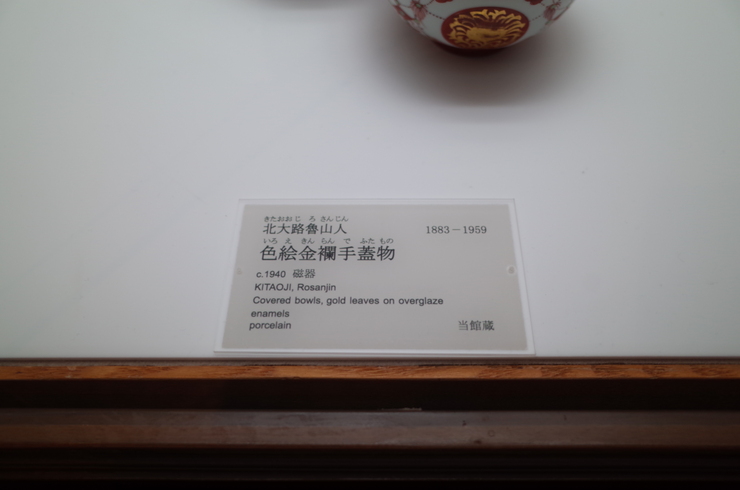 きたおおじ ろ さんじん
北大路魯山人 1883－1959
いろ え きん らん で ふた もの
色絵金襴手蓋物
c.1940 磁器
KITAOJI, Rosanjin
Covered bowls, gold leaves on overglaze
enamels
porcelain 当館蔵